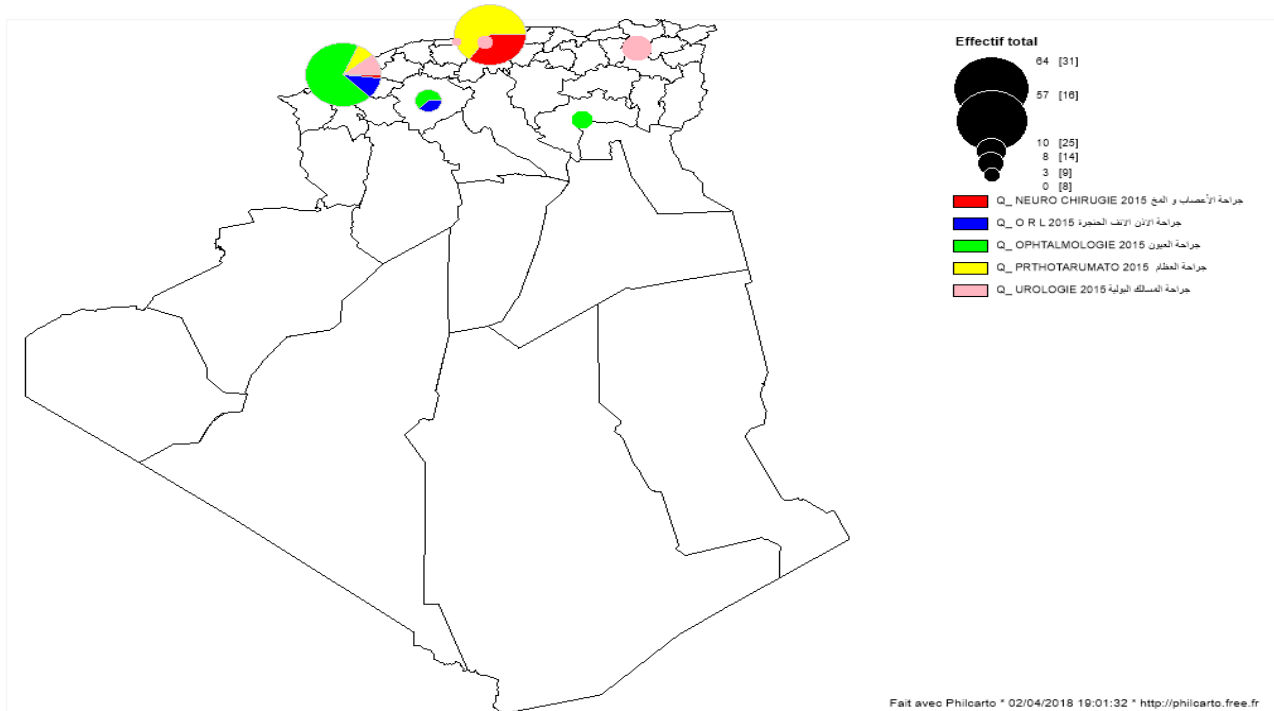 Effectif total
64 [31]
57 [16]
10 [25]
8 [14]
3 [9]
0 [8]
Q_ NEURO CHIRUGIE 2015 جراحة الأعصاب و المخ
Q_ O R L 2015 جراحة الاذن الانف الحنجرة
Q_ OPHTALMOLOGIE 2015 جراحة العيون
Q_ PRTHOTARUMATO 2015 جراحة العظام
Q_ UROLOGIE 2015 جراحة المسالك البولية
Fait avec Philcarto * 02/04/2018 19:01:32 * http://philcarto.free.fr